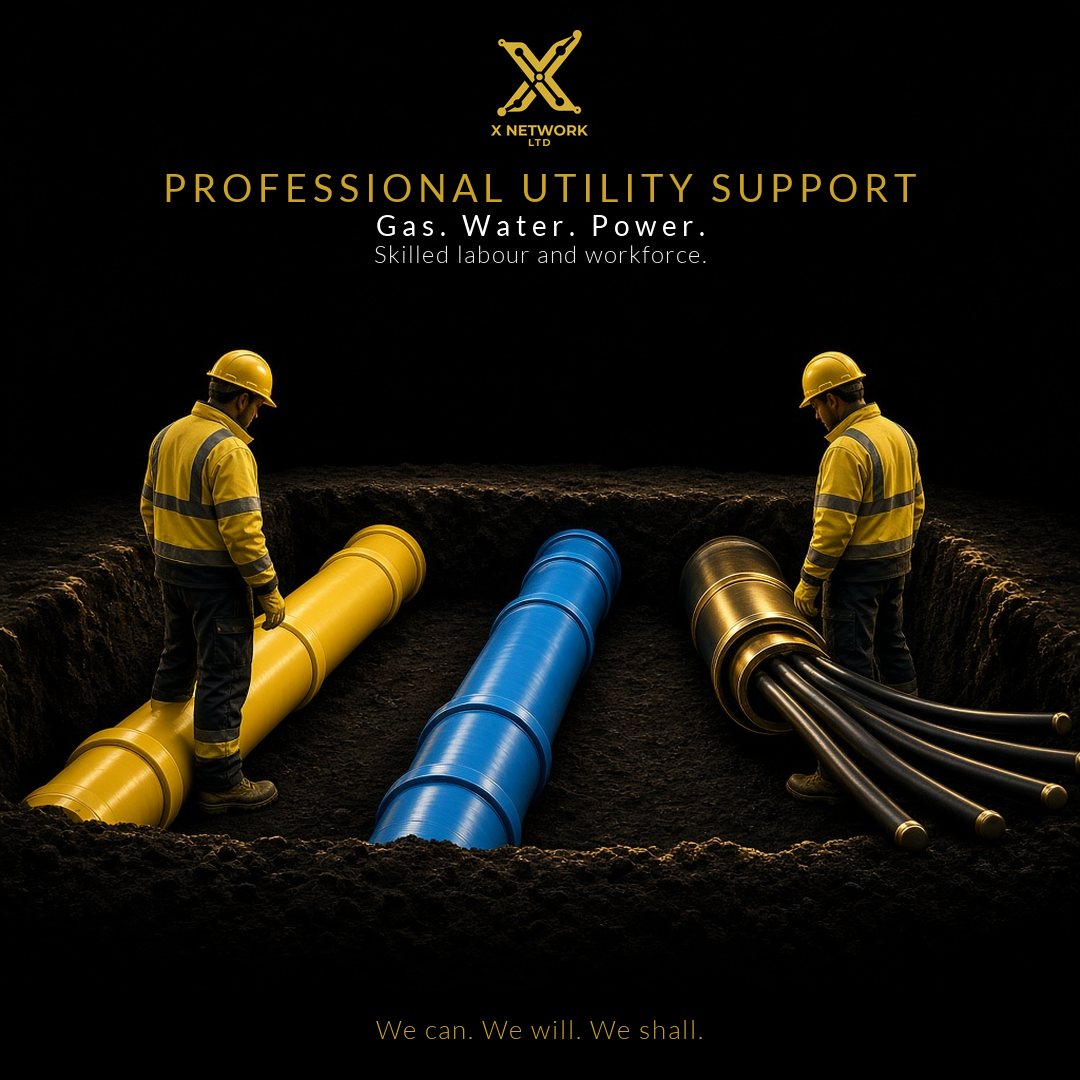 X NETWORK
LTD
PROFESSIONAL UTILITY SUPPORT
Gas. Water. Power.
Skilled labour and workforce.
We can. We will. We shall.